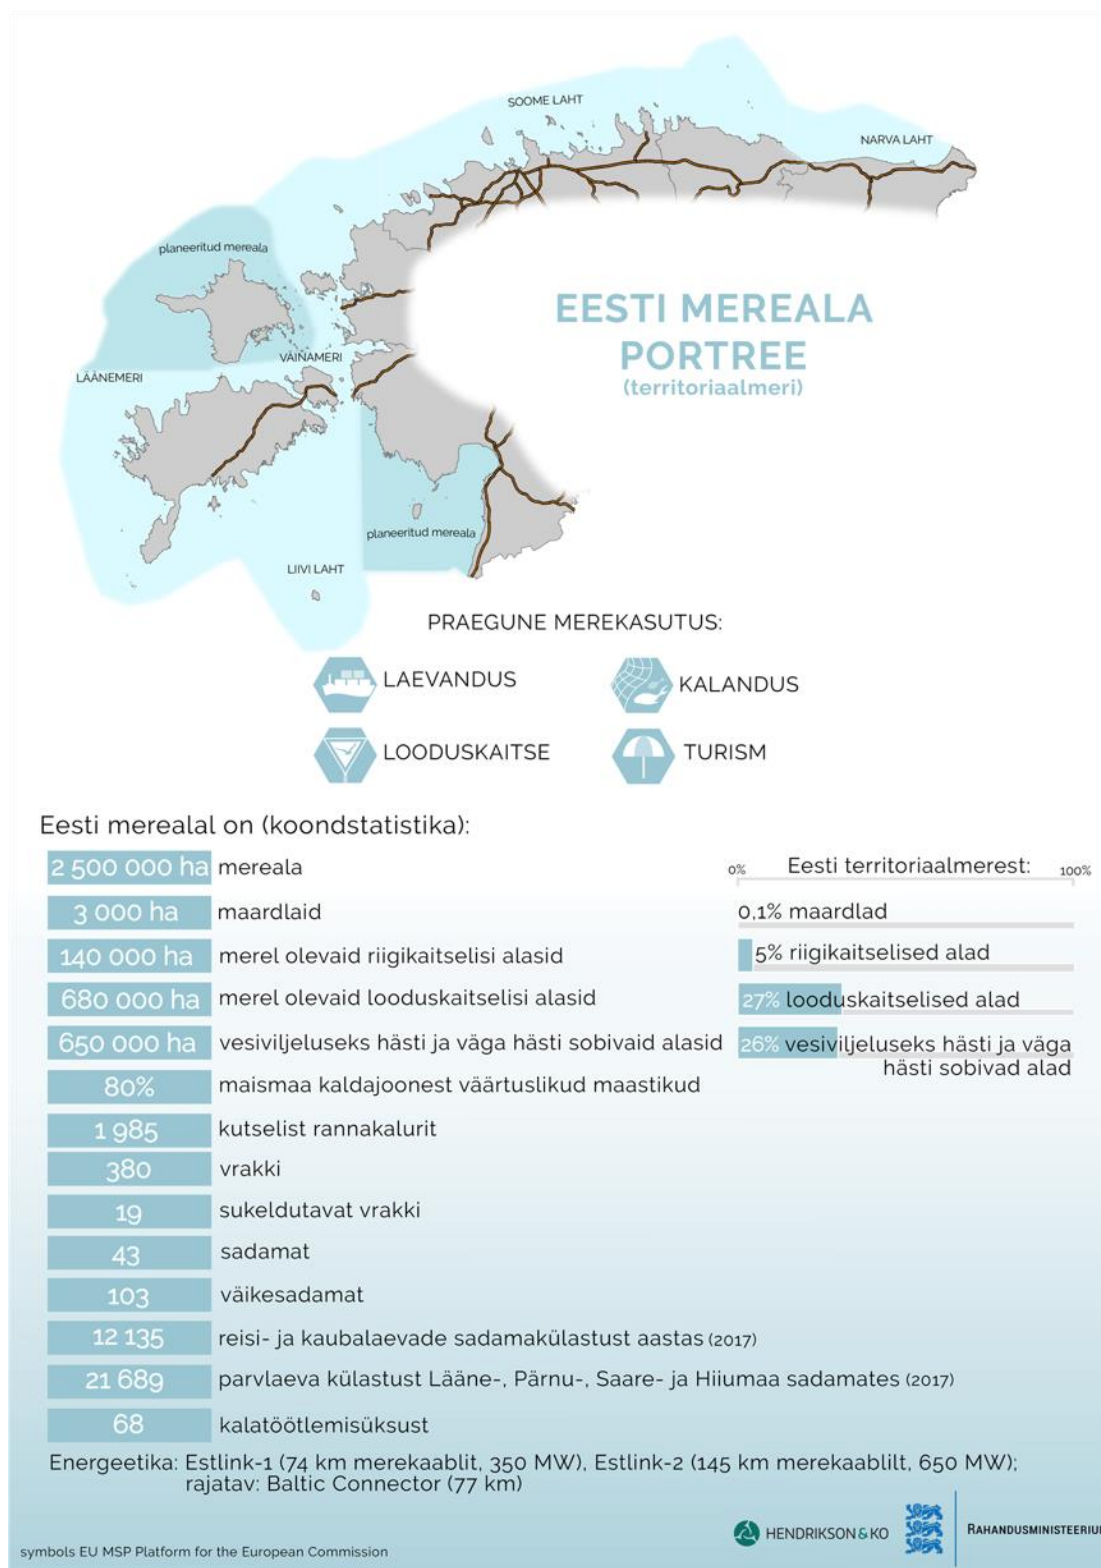 SOOME LAHT
NARVA LAHT
planeeritud mereala
EESTI MEREALA
PORTREE
(territoriaalmeri)
VÄINAMERI
LÄÄNEMERI
planeeritud mereala
LIIVI LAHT
PRAEGUNE MEREKASUTUS:
LAEVANDUS
KALANDUS
LOODUSKAITSE
TURISM
Eesti merealal on (koondstatistika):
2 500 000 ha mereala
3 000 ha maardlaid
140 000 ha merel olevaid riigikaitselisi alasid
680 000 ha merel olevaid looduskaitselisi alasid
650 000 ha vesiviljeluseks hästi ja väga hästi sobivaid alasid
80% maismaa kaldajoonest väärtuslikud maastikud
1 985 kutselist rannakalurit
380 vrakki
19 sukeldutavat vrakki
43 sadamat
103 väikesadamat
12 135 reisi- ja kaubalaevade sadamakülastust aastas (2017)
21 689 parvlaeva külastust Lääne-, Pärnu-, Saare- ja Hiiumaa sadamates (2017)
68 kalatöötlemisüksust
0% Eesti territoriaalmerest: 100%
0,1% maardlad
5% riigikaitselised alad
27% looduskaitselised alad
26% vesiviljeluseks hästi ja väga
hästi sobivad alad
Energeetika: Estlink-1 (74 km merekaablit, 350 MW), Estlink-2 (145 km merekaablilt, 650 MW);
rajatav: Baltic Connector (77 km)
HENDRIKSON & KO
RAHANDUSMINISTEERIUM
symbols EU MSP Platform for the European Commission